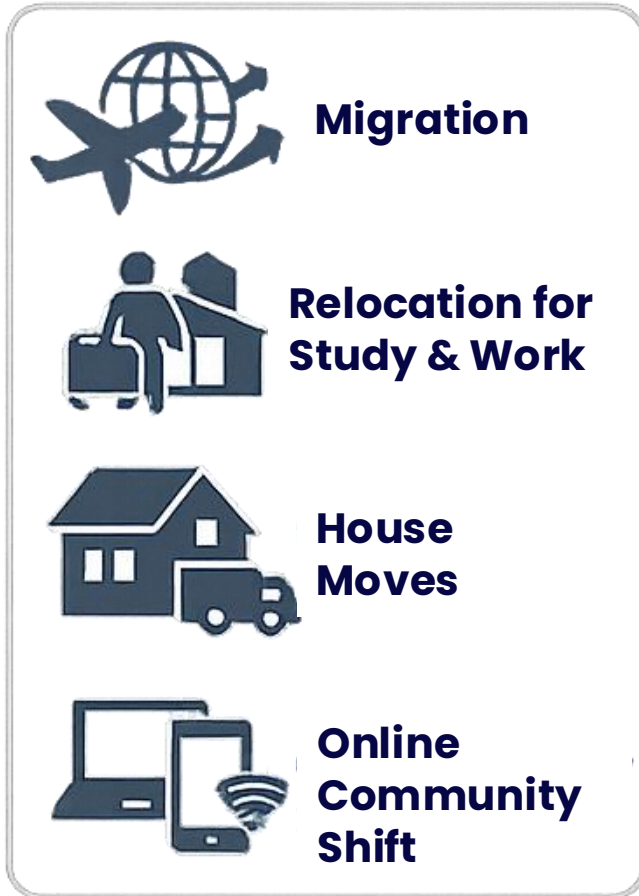 Migration
Relocation for
Study & Work
House
Moves
Online
Community
Shift